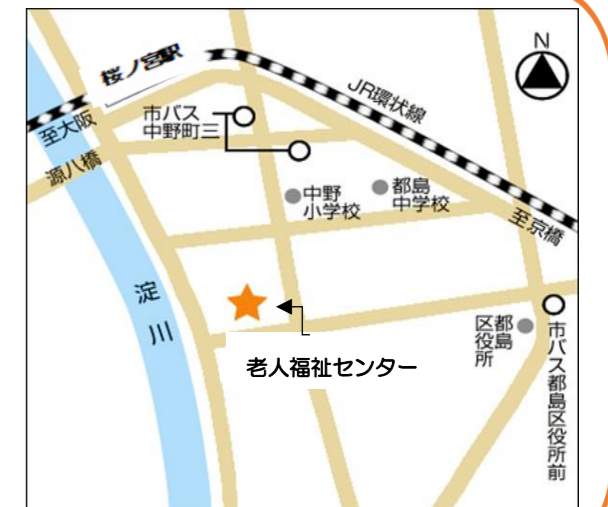 N
桜ノ宮駅
JR環状線
至大阪
市バス
中野町三
源八橋
中野
小学校
都島
中学校
至京橋
淀川
老人福祉センター
都島
区役所
市バス都島区役所前